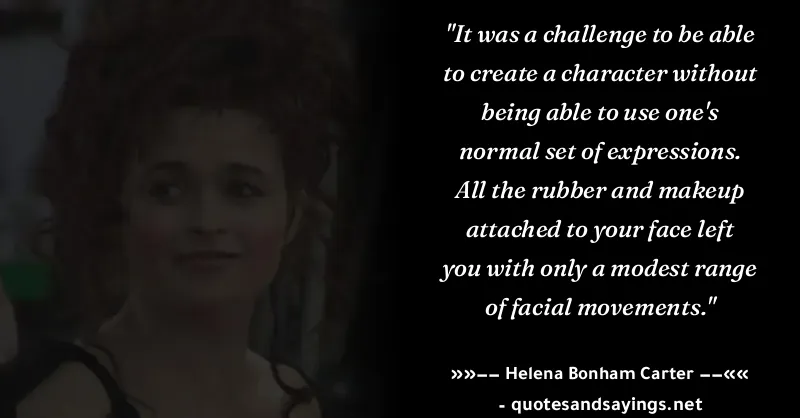 "It was a challenge to be able
to create a character without
being able to use one's
normal set of expressions.
All the rubber and makeup
attached to your face left
you with only a modest range
of facial movements."
»»–– Helena Bonham Carter ––««
- quotesandsayings.net